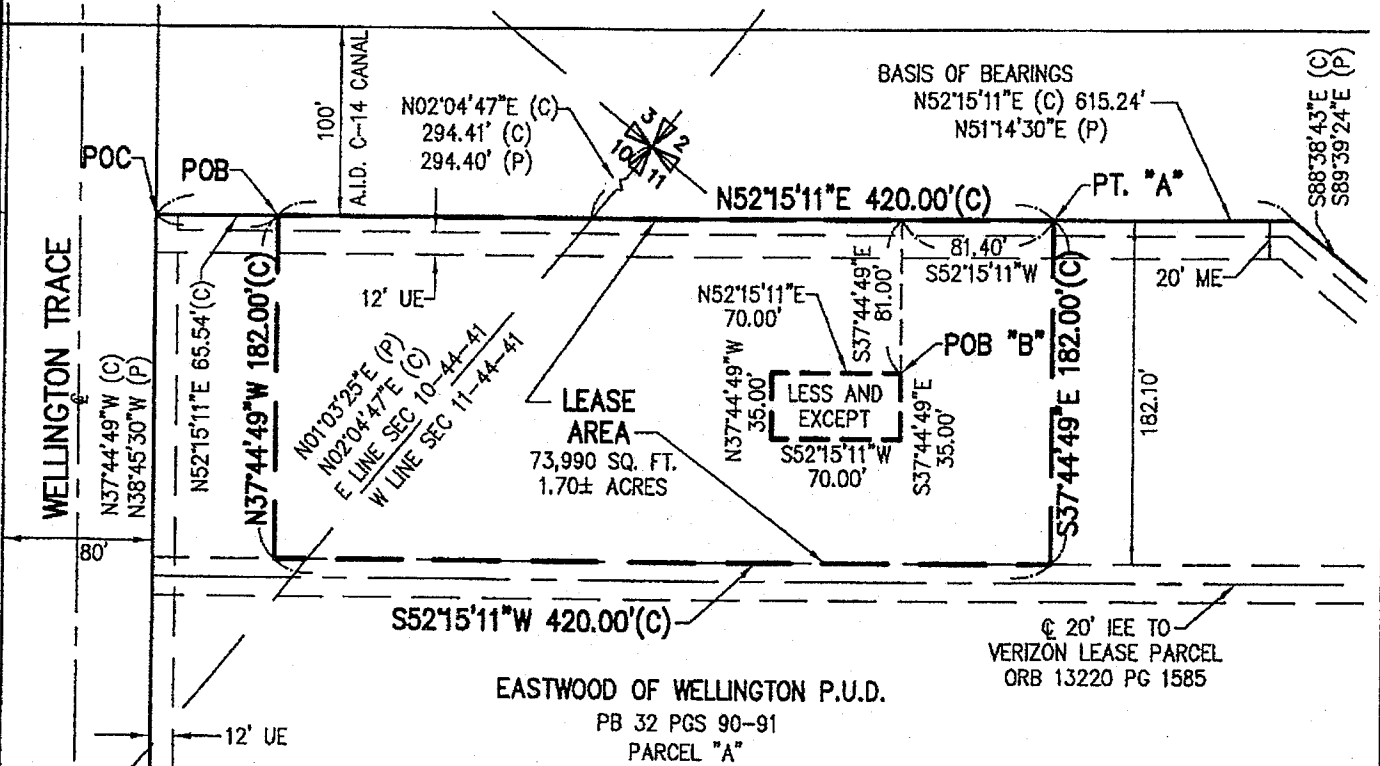 100'
A.I.D. C-14 CANAL
N02°04'47"E (C)
294.41' (C)
294.40' (P)
3
2
10
11
BASIS OF BEARINGS
N52°15'11"E (C) 615.24'
N51°14'30"E (P)
S88°38'43"E (C)
S89°39'24"E (P)
POC
POB
N52°15'11"E 420.00'(C)
PT. "A"
WELLINGTON TRACE
℄
N37°44'49"W (C)
N38°45'30"W (P)
80'
N52°15'11"E 65.54'(C)
N37°44'49"W 182.00'(C)
12' UE
81.40'
S52°15'11"W
S37°44'49"E
81.00'
20' ME
N01°03'25"E (P)
N02°04'47"E (C)
E LINE SEC 10-44-41
W LINE SEC 11-44-41
LEASE
AREA
73,990 SQ. FT.
1.70± ACRES
N52°15'11"E
70.00'
POB "B"
N37°44'49"W
35.00'
LESS AND
EXCEPT
S52°15'11"W
70.00'
S37°44'49"E
35.00'
S37°44'49"E 182.00'(C)
182.10'
S52°15'11"W 420.00'(C)
℄ 20' IEE TO
VERIZON LEASE PARCEL
ORB 13220 PG 1585
EASTWOOD OF WELLINGTON P.U.D.
PB 32 PGS 90-91
PARCEL "A"
12' UE